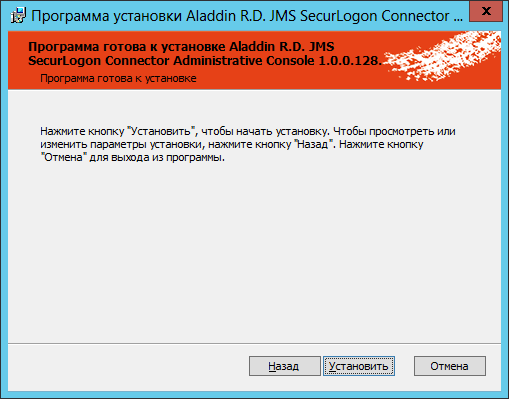 Программа установки Aladdin R.D. JMS SecurLogon Connector ...
x
Программа готова к установке Aladdin R.D. JMS
SecurLogon Connector Administrative Console 1.0.0.128.
Программа готова к установке
Нажмите кнопку "Установить", чтобы начать установку. Чтобы просмотреть или
изменить параметры установки, нажмите кнопку "Назад". Нажмите кнопку
"Отмена" для выхода из программы.
Назад Установить Отмена